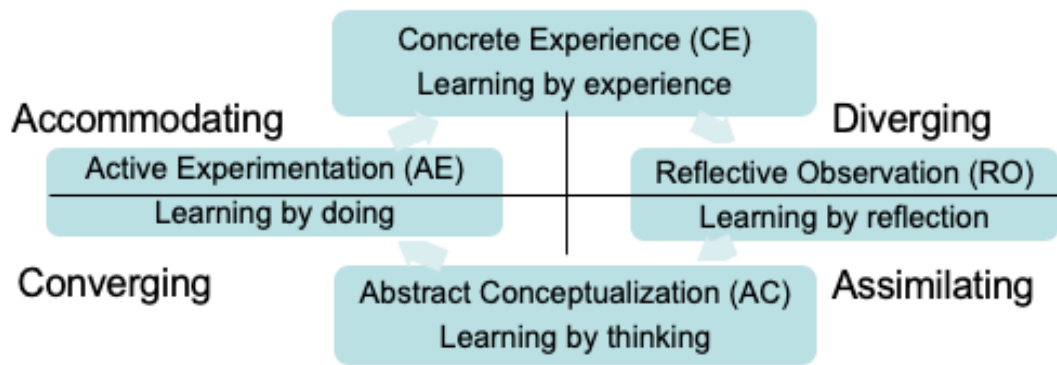 Concrete Experience (CE)
Learning by experience
Accommodating
Diverging
Active Experimentation (AE)
Learning by doing
Reflective Observation (RO)
Learning by reflection
Converging
Assimilating
Abstract Conceptualization (AC)
Learning by thinking